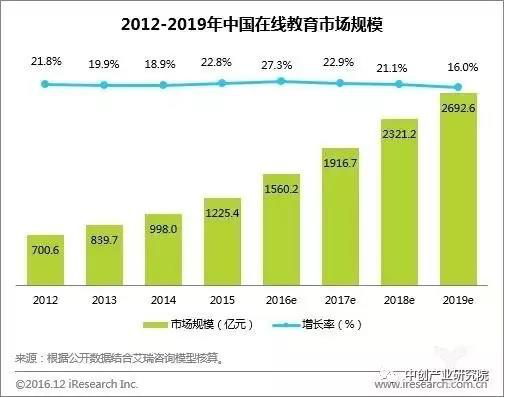 2012-2019年中国在线教育市场规模
21.8% 19.9% 18.9% 22.8% 27.3% 22.9% 21.1% 16.0%
700.6 839.7 998.0 1225.4 1560.2 1916.7 2321.2 2692.6
2012 2013 2014 2015 2016e 2017e 2018e 2019e
市场规模（亿元） 增长率（%）
来源：根据公开数据结合艾瑞咨询模型核算。
中创产业研究院
©2016.12 iResearch Inc. www.iresearch.com.cn